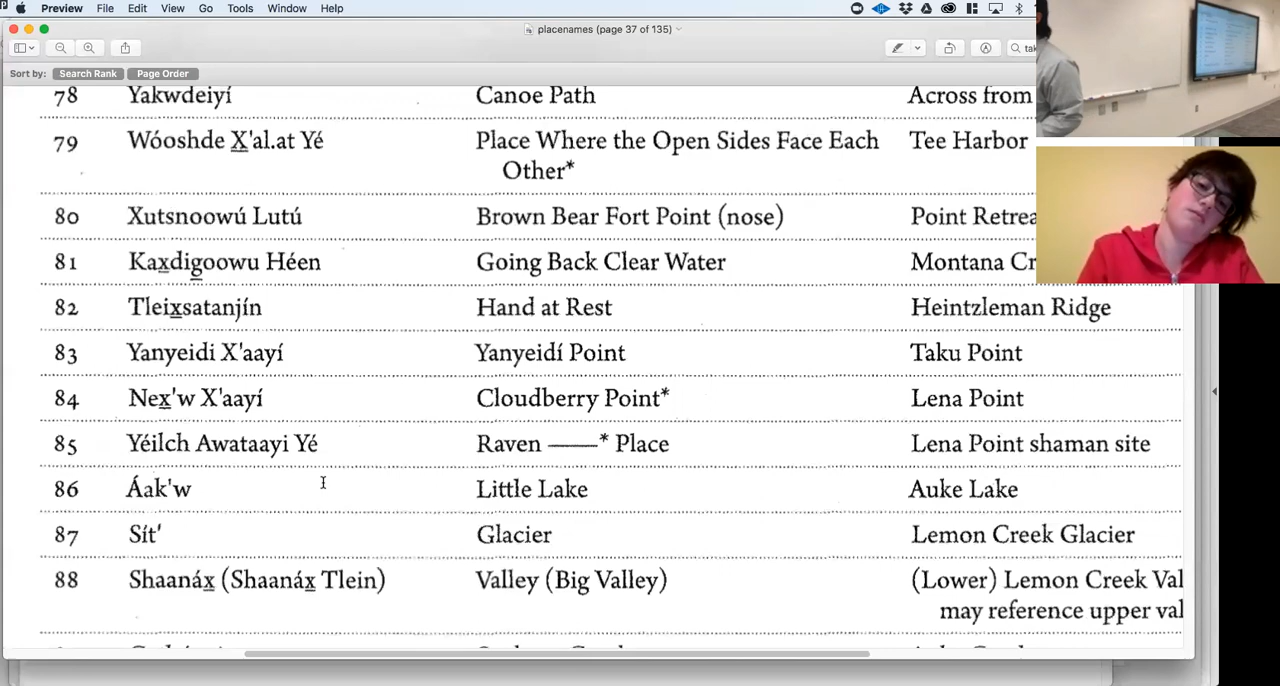 Preview File Edit View Go Tools Window Help
placenames (page 37 of 135)
Sort by: Search Rank Page Order
78 Yakwdeiyí Canoe Path Across from
79 Wóoshde X̱'al.at Yé Place Where the Open Sides Face Each Tee Harbor
Other*
80 Xutsnoowú Lutú Brown Bear Fort Point (nose) Point Retrea
81 Kax̱dig̱oowu Héen Going Back Clear Water Montana Cr
82 Tleix̱satanjín Hand at Rest Heintzleman Ridge
83 Yanyeidi X'aayí Yanyeidí Point Taku Point
84 Nex̱'w X'aayí Cloudberry Point* Lena Point
85 Yéilch Awataayi Yé Raven ——* Place Lena Point shaman site
86 Áak'w Little Lake Auke Lake
87 Sít' Glacier Lemon Creek Glacier
88 Shaanáx̱ (Shaanáx̱ Tlein) Valley (Big Valley) (Lower) Lemon Creek Val
may reference upper val